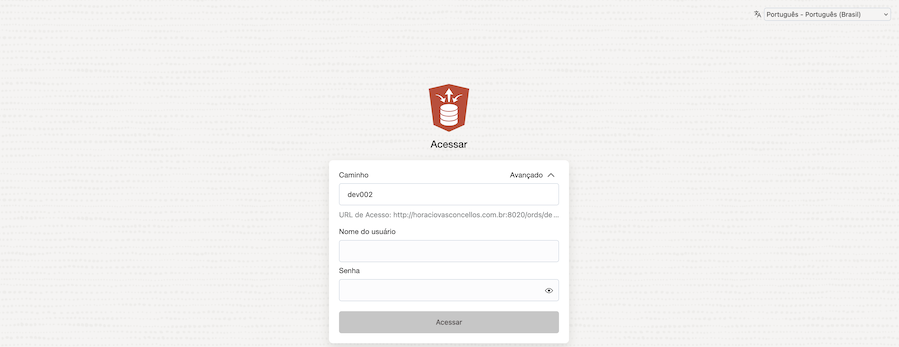 Português - Português (Brasil)
Acessar
Caminho
Avançado
dev002
URL de Acesso: http://horaciovasconcellos.com.br:8020/ords/de ...
Nome do usuário
Senha
Acessar